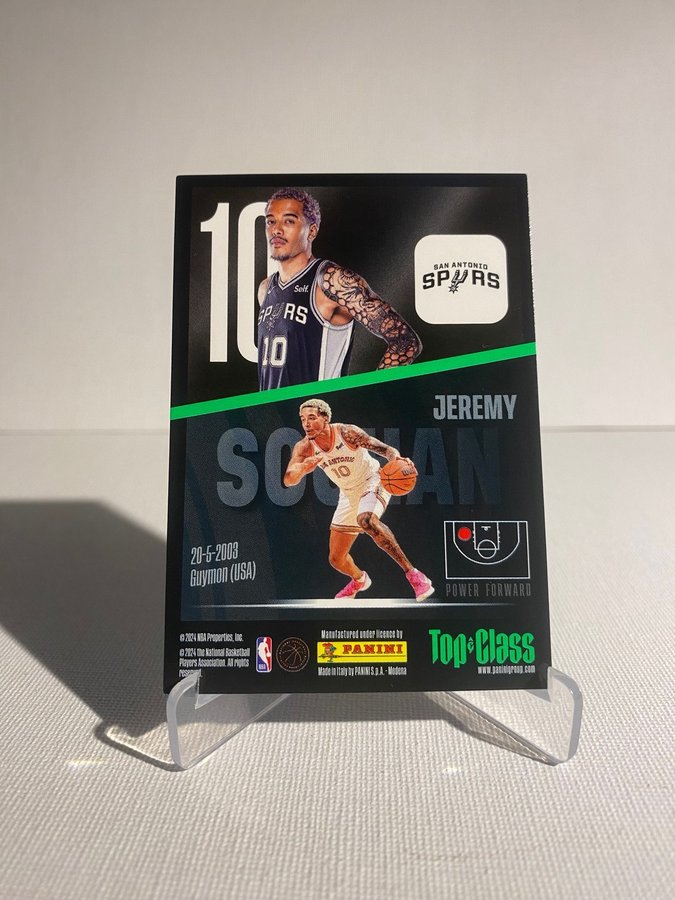 10
SAN ANTONIO
SPURS
Self.
SPURS
10
JEREMY
SOCHAN
SAN ANTONIO
10
20-5-2003
Guymon (USA)
POWER FORWARD
© 2024 NBA Properties, Inc.
© 2024 the National Basketball
Players Association. All rights
reserved.
NBA
Manufactured under licence by
PANINI
Made in Italy by PANINI S.p.A. - Modena
Top Class
www.paninigroup.com